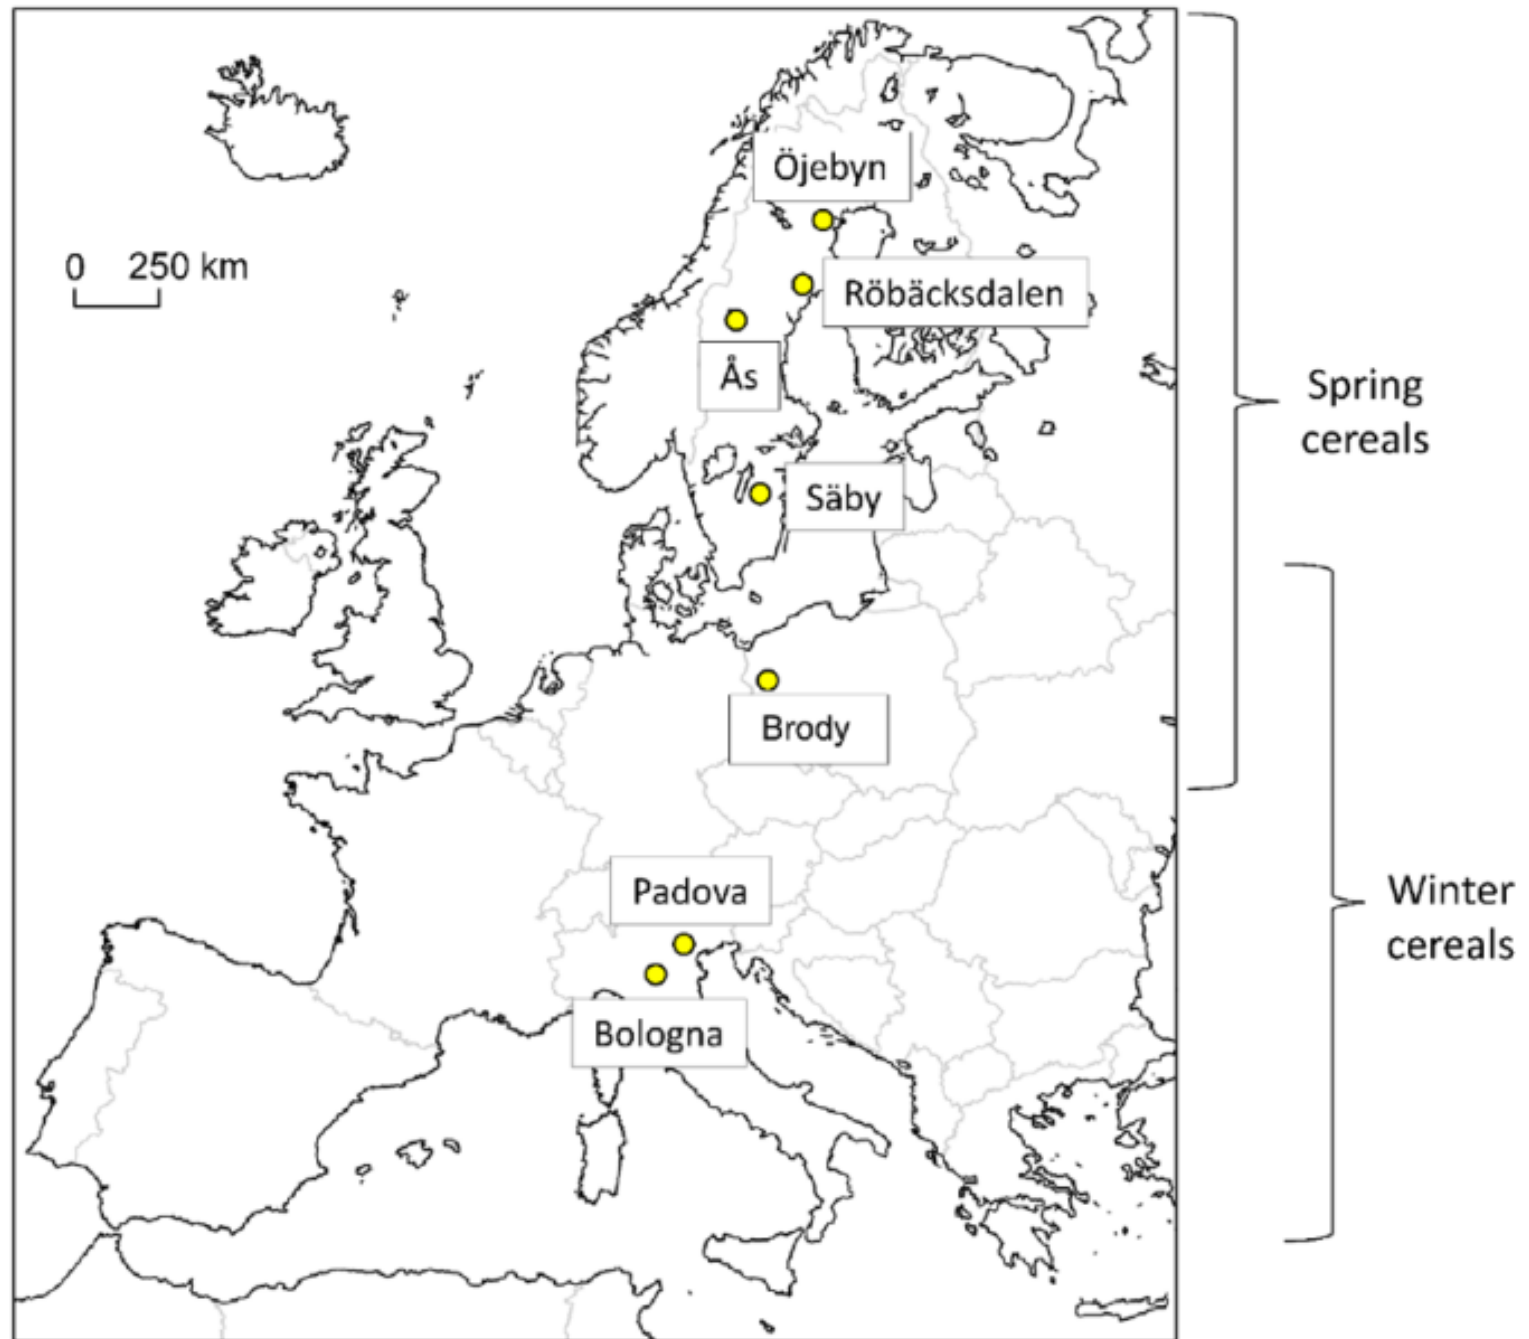 Öjebyn
0 250 km
Röbäcksdalen
Ås
Spring
cereals
Säby
Brody
Padova
Winter
cereals
Bologna